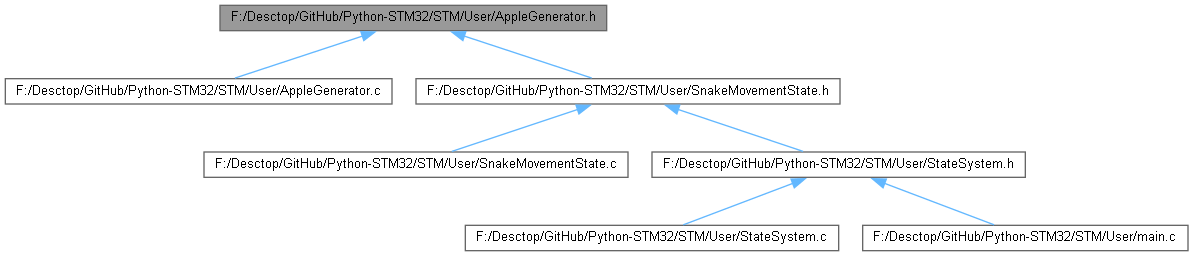 F:/Desctop/GitHub/Python-STM32/STM/User/AppleGenerator.h
F:/Desctop/GitHub/Python-STM32/STM/User/AppleGenerator.c
F:/Desctop/GitHub/Python-STM32/STM/User/SnakeMovementState.h
F:/Desctop/GitHub/Python-STM32/STM/User/SnakeMovementState.c
F:/Desctop/GitHub/Python-STM32/STM/User/StateSystem.h
F:/Desctop/GitHub/Python-STM32/STM/User/StateSystem.c
F:/Desctop/GitHub/Python-STM32/STM/User/main.c